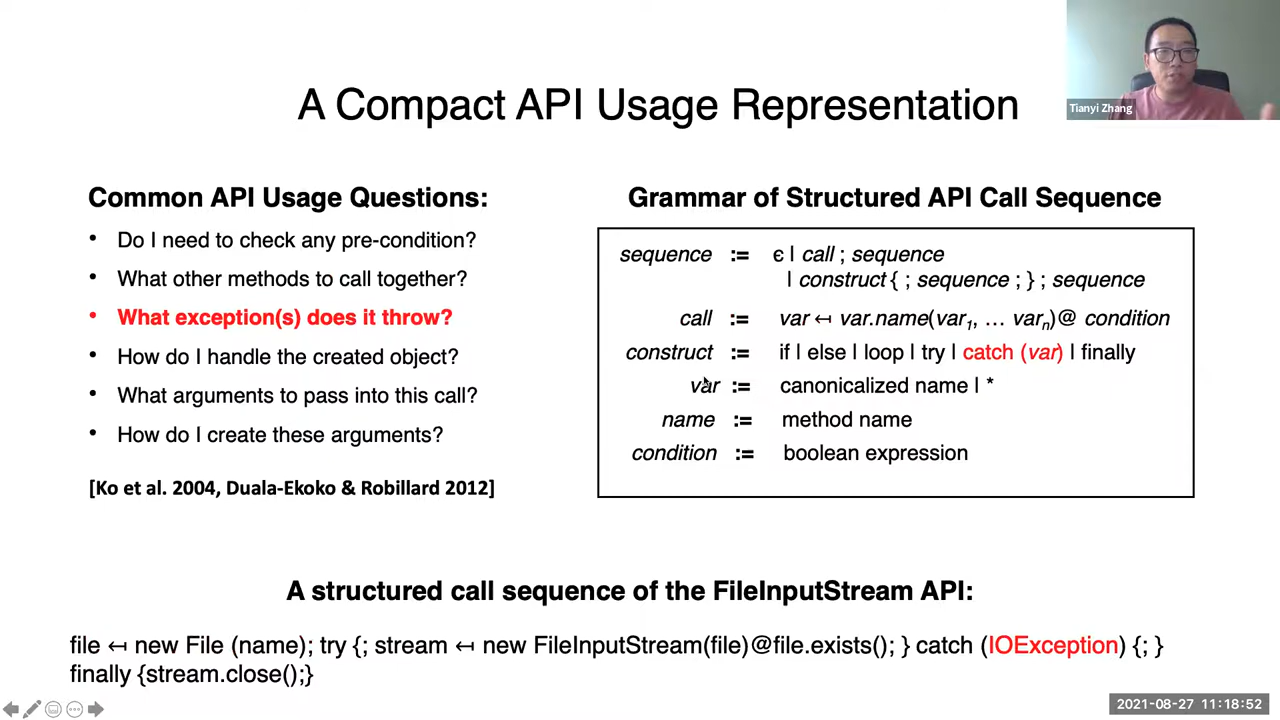 A Compact API Usage Representation
Tianyi Zhang
Common API Usage Questions:
• Do I need to check any pre-condition?
• What other methods to call together?
• What exception(s) does it throw?
• How do I handle the created object?
• What arguments to pass into this call?
• How do I create these arguments?
[Ko et al. 2004, Duala-Ekoko & Robillard 2012]
Grammar of Structured API Call Sequence
sequence := ϵ | call ; sequence
| construct { ; sequence ; } ; sequence
call := var ↤ var.name(var1, … varn)@ condition
construct := if | else | loop | try | catch (var) | finally
var := canonicalized name | *
name := method name
condition := boolean expression
A structured call sequence of the FileInputStream API:
file ↤ new File (name); try {; stream ↤ new FileInputStream(file)@file.exists(); } catch (IOException) {; }
finally {stream.close();}
2021-08-27 11:18:52